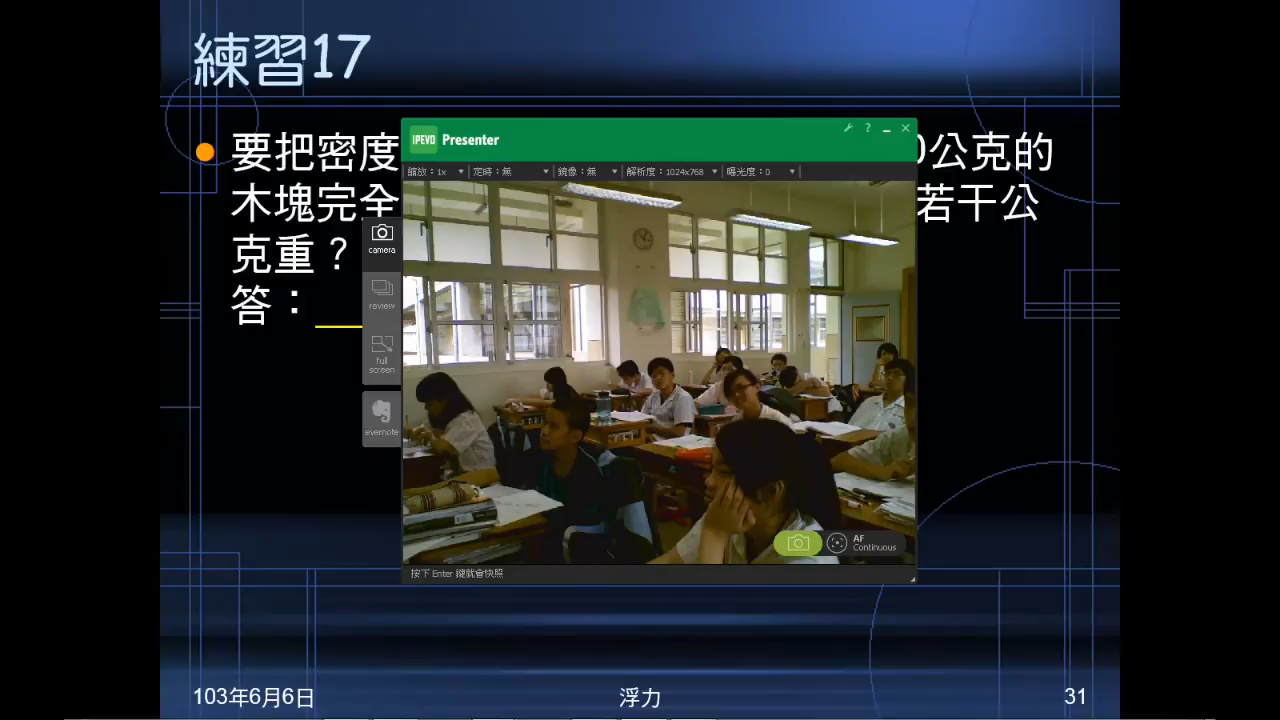 練習17
要把密度
0公克的
木塊完全
若干公
克重？
答：
IPEVO Presenter
縮放：1x
定時：無
鏡像：無
解析度：1024x768
曝光度：0
camera
review
full
screen
evernote
AF
Continuous
按下 Enter 鍵就會快照
103年6月6日
浮力
31